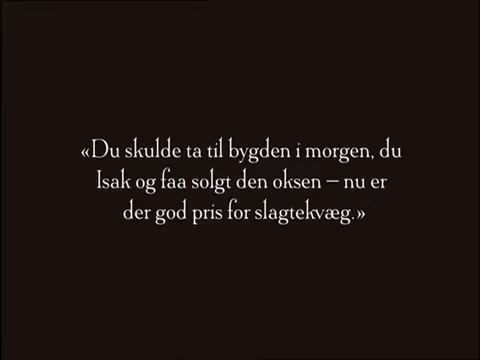 «Du skulde ta til bygden i morgen, du
Isak og faa solgt den oksen – nu er
der god pris for slagtekvæg.»